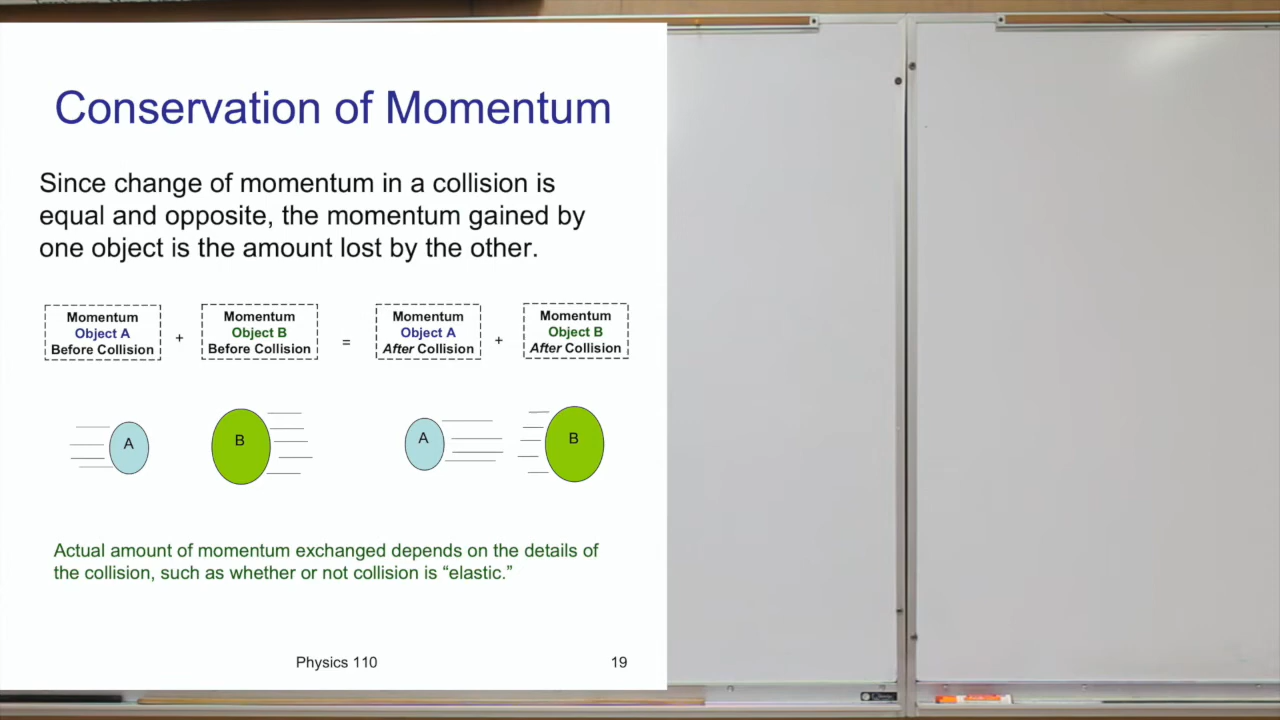 Conservation of Momentum
Since change of momentum in a collision is
equal and opposite, the momentum gained by
one object is the amount lost by the other.
Momentum
Object A
Before Collision
+
Momentum
Object B
Before Collision
=
Momentum
Object A
After Collision
+
Momentum
Object B
After Collision
A
B
A
B
Actual amount of momentum exchanged depends on the details of
the collision, such as whether or not collision is “elastic.”
Physics 110
19